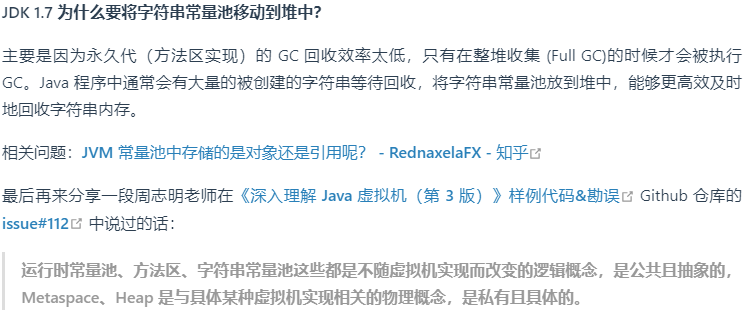 JDK 1.7 为什么要将字符串常量池移动到堆中？
主要是因为永久代（方法区实现）的 GC 回收效率太低，只有在整堆收集 (Full GC)的时候才会被执行
GC。Java 程序中通常会有大量的被创建的字符串等待回收，将字符串常量池放到堆中，能够更高效及时
地回收字符串内存。
相关问题：JVM 常量池中存储的是对象还是引用呢？ - RednaxelaFX - 知乎
最后再来分享一段周志明老师在《深入理解 Java 虚拟机（第 3 版）》样例代码&勘误 Github 仓库的
issue#112 中说过的话：
运行时常量池、方法区、字符串常量池这些都是不随虚拟机实现而改变的逻辑概念，是公共且抽象的，
Metaspace、Heap 是与具体某种虚拟机实现相关的物理概念，是私有且具体的。